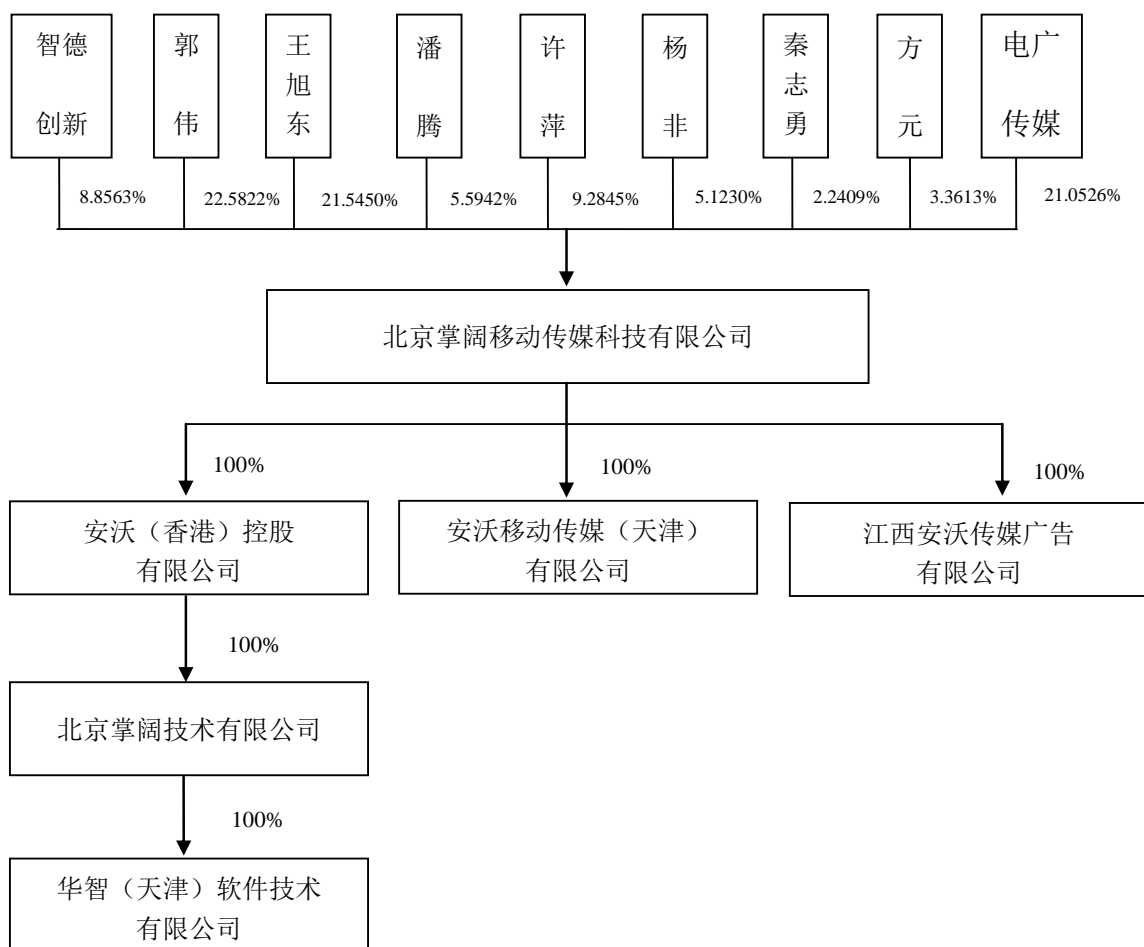 智德
创新
郭
伟
王
旭
东
潘
腾
许
萍
杨
非
秦
志
勇
方
元
电广
传媒
8.8563%
22.5822%
21.5450%
5.5942%
9.2845%
5.1230%
2.2409%
3.3613%
21.0526%
北京掌阔移动传媒科技有限公司
100%
100%
100%
安沃（香港）控股
有限公司
安沃移动传媒（天津）
有限公司
江西安沃传媒广告
有限公司
100%
北京掌阔技术有限公司
100%
华智（天津）软件技术
有限公司